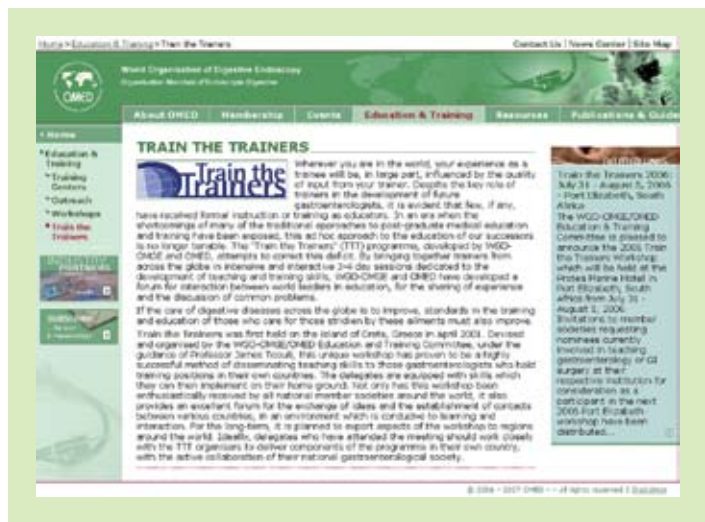 Home > Education & Training > Train the Trainers
Contact Us | News Center | Site Map
OMED
World Organisation of Digestive Endoscopy
Organisation Mondiale d'Endoscopie Digestive
About OMED
Membership
Events
Education & Training
Resources
Publications & Guide
Home
Education &
Training
Training
Centers
Outreach
Workshops
Train the
Trainers
PARTNERS
TRAIN THE TRAINERS
Train the
Trainers
Wherever you are in the world, your experience as a
trainee will be, in large part, influenced by the quality
of input from your trainer. Despite the key role of
trainers in the development of future
gastroenterologists, it is evident that few, if any,
have received formal instruction or training as educators. In an era when the
shortcomings of many of the traditional approaches to post-graduate medical education
and training have been exposed, this ad hoc approach to the education of our successors
is no longer tenable. The "Train the Trainers" (TTT) programme, developed by WGO-
OMGE and OMED, attempts to correct this deficit. By bringing together trainers from
across the globe in intensive and interactive 3-4 day sessions dedicated to the
development of teaching and training skills, WGO-OMGE and OMED have developed a
forum for interaction between world leaders in education, for the sharing of experience
and the discussion of common problems.
If the care of digestive diseases across the globe is to improve, standards in the training
and education of those who care for those stricken by these ailments must also improve.
Train the Trainers was first held on the island of Crete, Greece in april 2001. Devised
and organised by the WGO-OMGE/OMED Education and Training Committee, under the
guidance of Professor James Toouli, this unique workshop has proven to be a highly
successful method of disseminating teaching skills to those gastroenterologists who hold
training positions in their own countries. The delegates are equipped with skills which
they can then implement on their home ground. Not only has this workshop been
enthusiastically received by all national member societies around the world, it also
provides an excellent forum for the exchange of ideas and the establishment of contacts
between various countries, in an environment which is conducive to learning and
interaction. For the long-term, it is planned to export aspects of the workshop to regions
around the world. Ideally, delegates who have attended the meeting should work closely
with the TTT organisers to deliver components of the programme in their own country,
with the active collaboration of their national gastroenterological society.
Train the Trainers 2006:
July 31 - August 5, 2006
- Port Elizabeth, South
Africa
The WGO-OMGE/OMED
Education & Training
Committee is pleased to
announce the 2006 Train
the Trainers Workshop
which will be held at the
Protea Marine Hotel in
Port Elizabeth, South
Africa from July 31 -
August 5, 2006
Invitations to member
societies requesting
nominees currently
involved in teaching
gastroenterology or GI
surgery at their
respective institution for
consideration as a
participant in the next
2006 Port Elizabeth
workshop have been
distributed...
© 2006 - 2007 OMED - - all rights reserved | Disclaimer